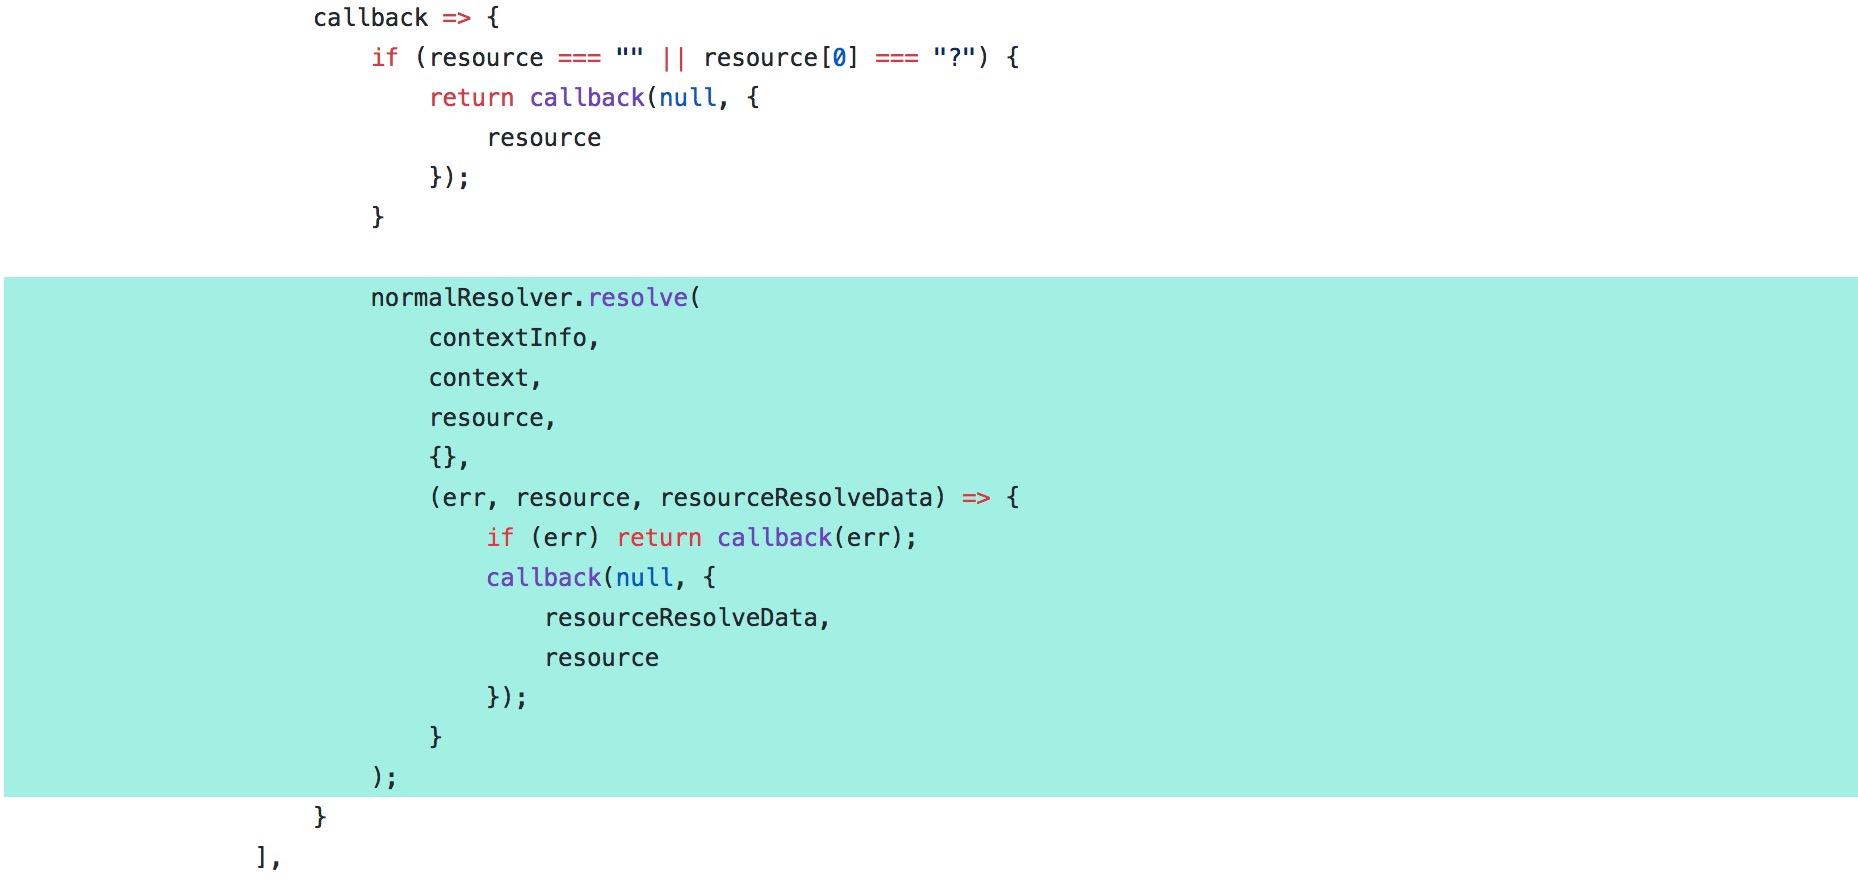 callback => {
if (resource === "" || resource[0] === "?") {
return callback(null, {
resource
});
}
normalResolver.resolve(
contextInfo,
context,
resource,
{},
(err, resource, resourceResolveData) => {
if (err) return callback(err);
callback(null, {
resourceResolveData,
resource
});
}
);
}
],